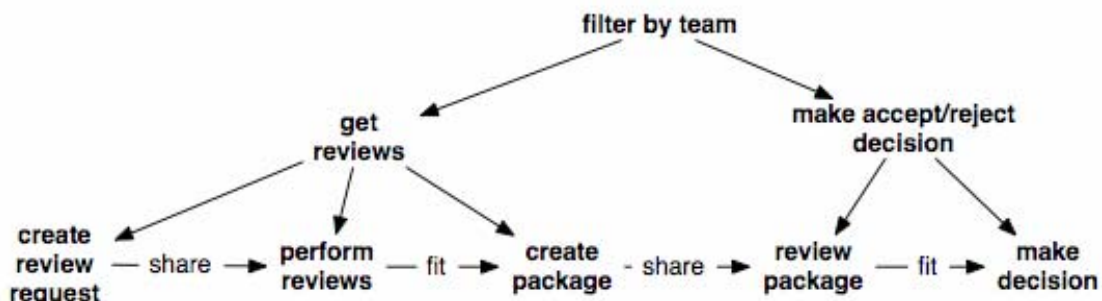 filter by team
get
reviews
make accept/reject
decision
create
review
request
share
perform
reviews
fit
create
package
share
review
package
fit
make
decision